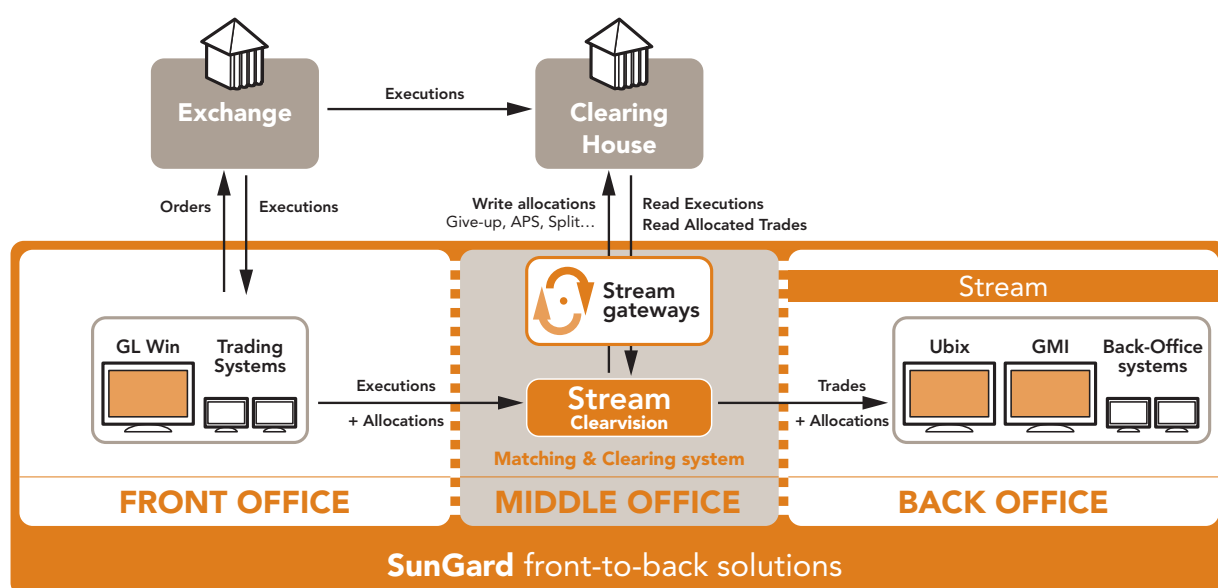 Exchange
Executions
Clearing
House
Orders
Executions
Write allocations
Give-up, APS, Split…
Read Executions
Read Allocated Trades
Stream
gateways
Stream
GL Win
Trading
Systems
Executions
+ Allocations
Stream
Clearvision
Matching & Clearing system
Trades
+ Allocations
Ubix
GMI
Back-Office
systems
FRONT OFFICE
MIDDLE OFFICE
BACK OFFICE
SunGard front-to-back solutions